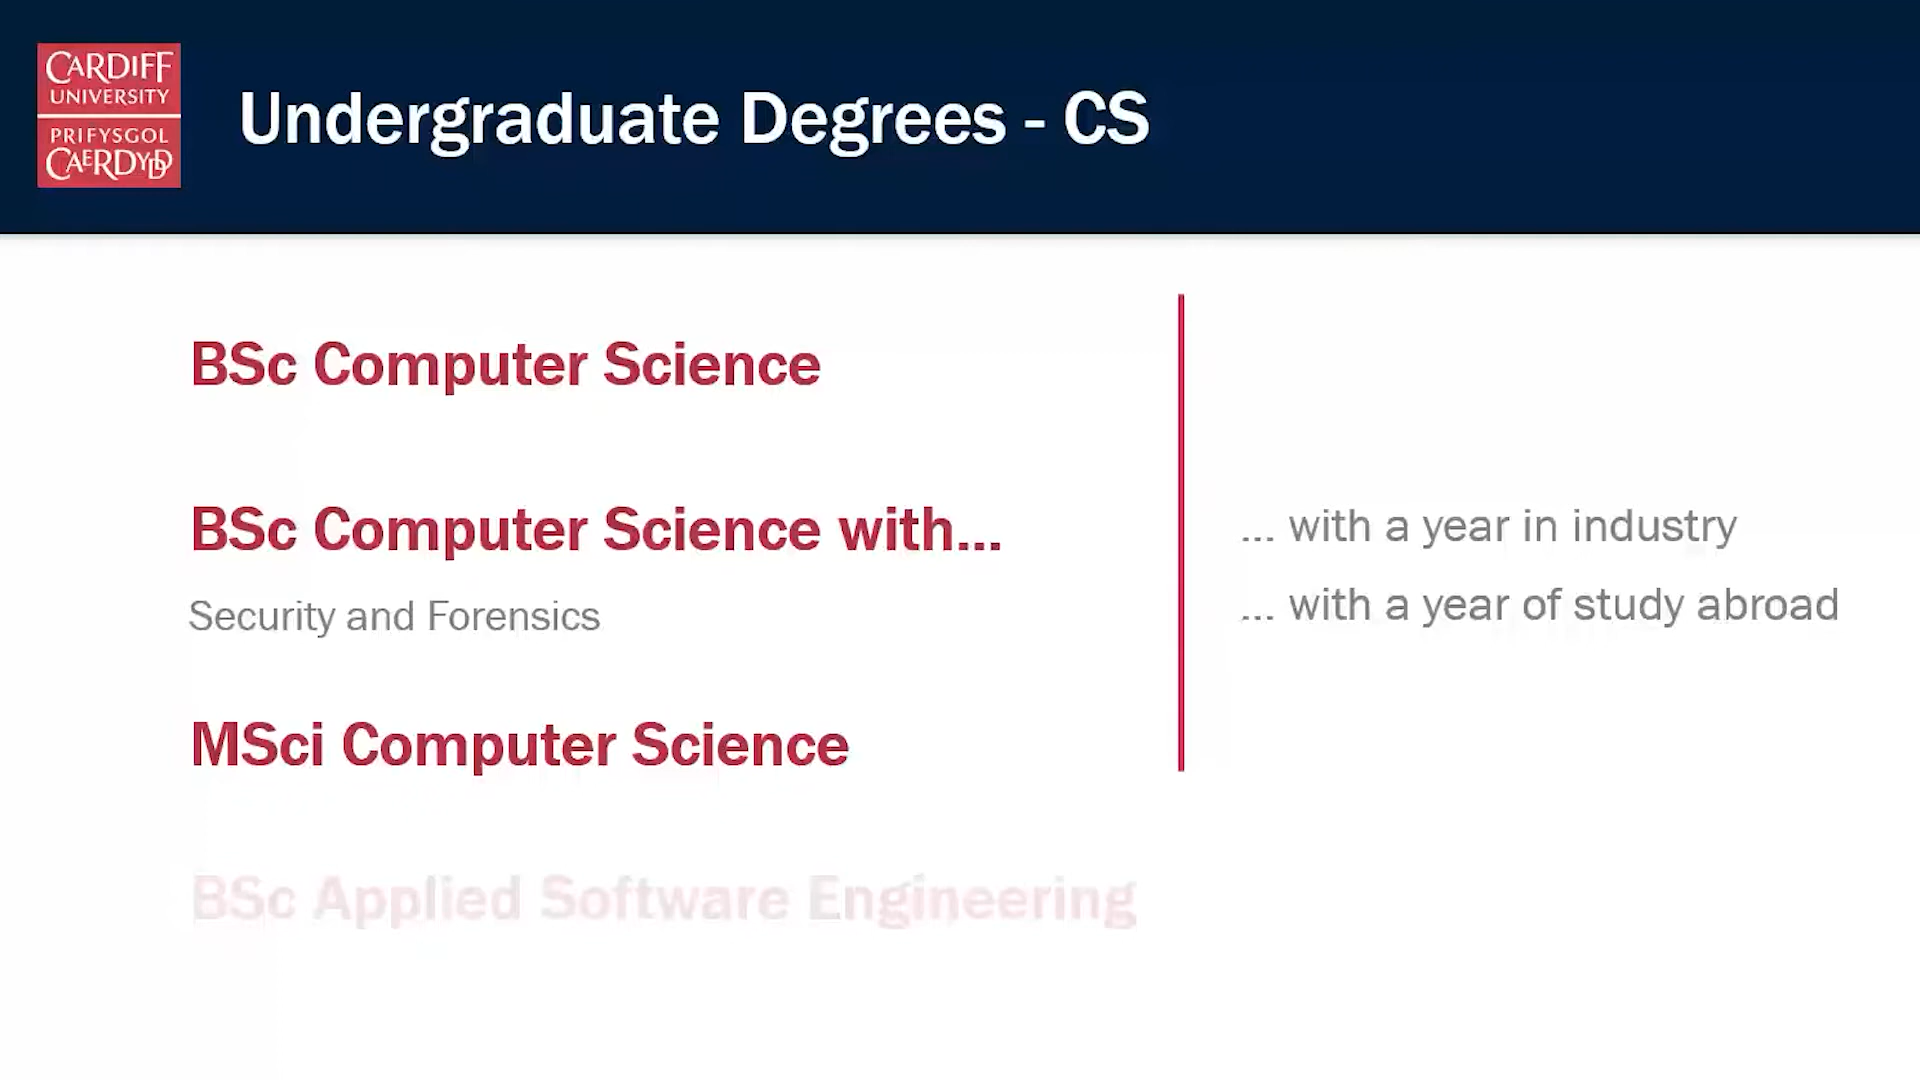 CARDIFF
UNIVERSITY
PRIFYSGOL
CAERDYDD
Undergraduate Degrees - CS
BSc Computer Science
BSc Computer Science with...
Security and Forensics
MSci Computer Science
BSc Applied Software Engineering
... with a year in industry
... with a year of study abroad